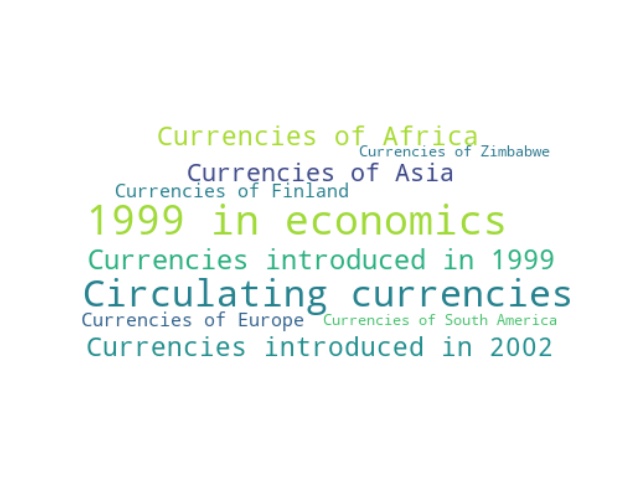 Currencies of Africa
Currencies of Zimbabwe
Currencies of Asia
Currencies of Finland
1999 in economics
Currencies introduced in 1999
Circulating currencies
Currencies of Europe
Currencies of South America
Currencies introduced in 2002